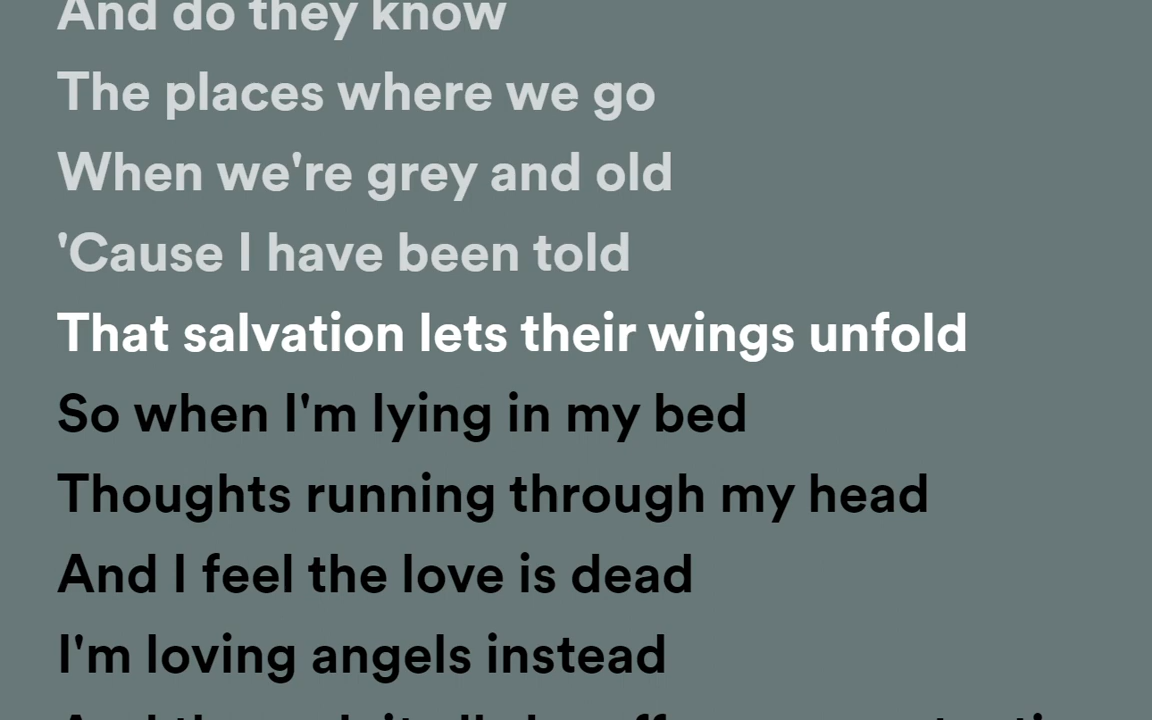 And do they know
The places where we go
When we're grey and old
'Cause I have been told
That salvation lets their wings unfold
So when I'm lying in my bed
Thoughts running through my head
And I feel the love is dead
I'm loving angels instead